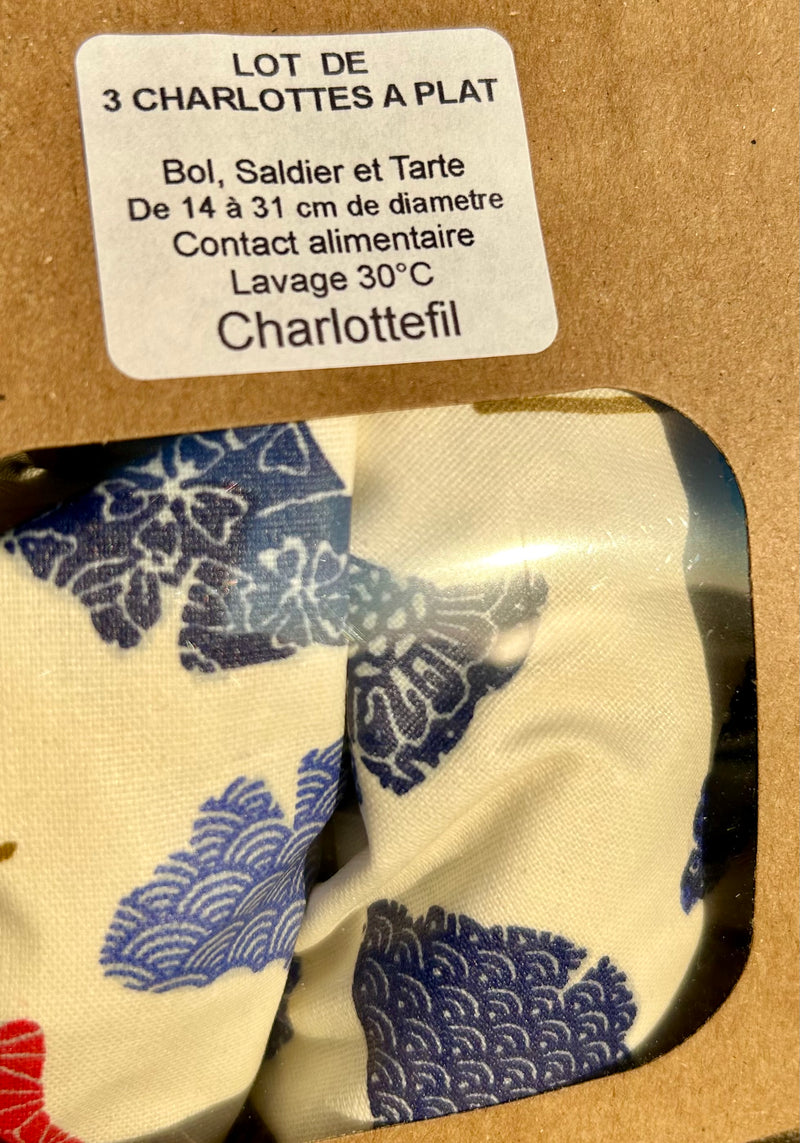 LOT DE
3 CHARLOTTES A PLAT
Bol, Saldier et Tarte
De 14 à 31 cm de diametre
Contact alimentaire
Lavage 30°C
Charlottefil